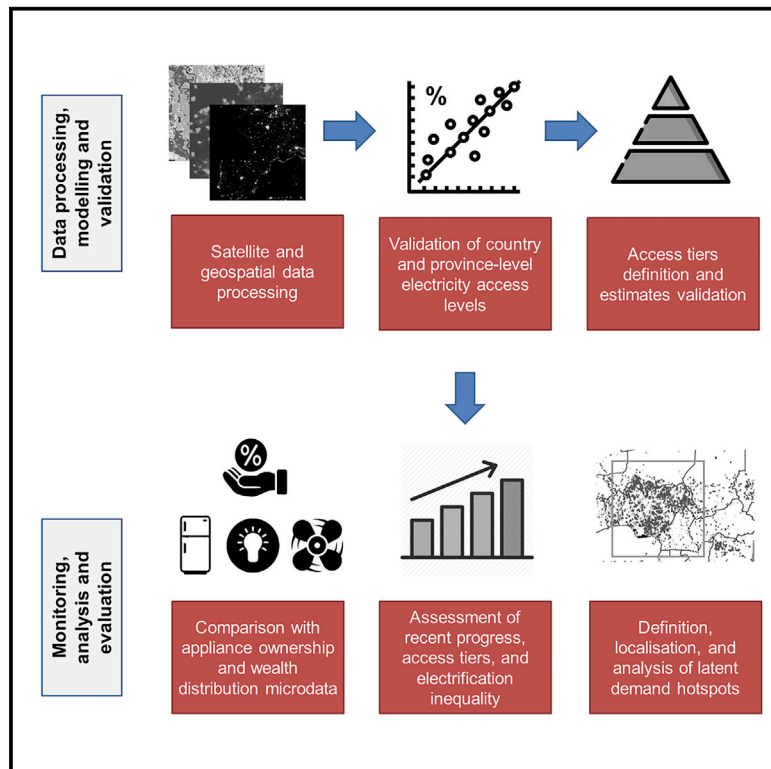 Data processing,
modelling and
validation
%
Satellite and
geospatial data
processing
Validation of country
and province-level
electricity access
levels
Access tiers
definition and
estimates validation
Monitoring,
analysis and
evaluation
%
Comparison with
appliance ownership
and wealth
distribution microdata
Assessment of
recent progress,
access tiers, and
electrification
inequality
Definition,
localisation, and
analysis of latent
demand hotspots